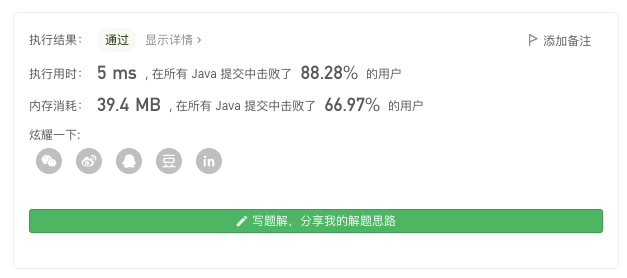 执行结果： 通过 显示详情 > 添加备注
执行用时： 5 ms , 在所有 Java 提交中击败了 88.28% 的用户
内存消耗： 39.4 MB , 在所有 Java 提交中击败了 66.97% 的用户
炫耀一下:
豆 in
写题解，分享我的解题思路